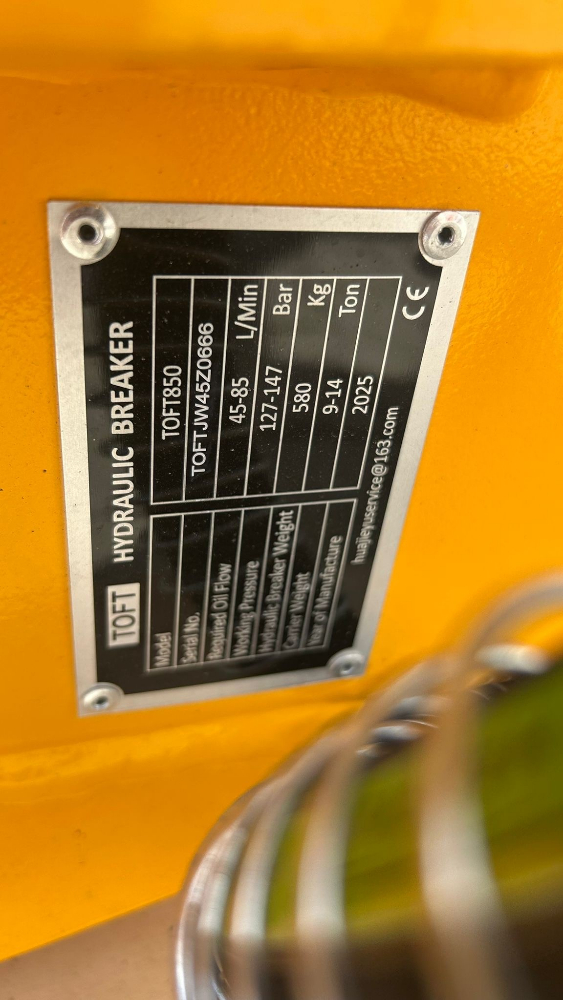 TOFT HYDRAULIC BREAKER
Model TOFT850
Serial No. TOFTJW45Z0666
Required Oil Flow 45-85 L/Min
Working Pressure 127-147 Bar
Hydraulic Breaker Weight 580 Kg
Carrier Weight 9-14 Ton
Year of Manufacture 2025
huajieyuservice@163.com CE